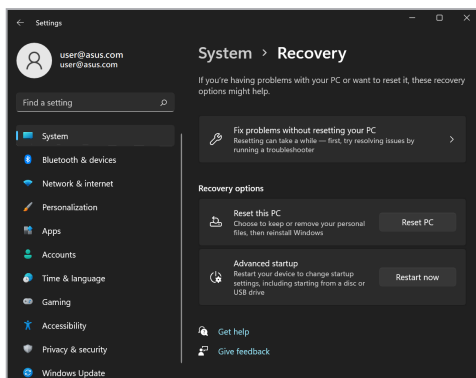 Settings
user@asus.com
user@asus.com
Find a setting
System
Bluetooth & devices
Network & internet
Personalization
Apps
Accounts
Time & language
Gaming
Accessibility
Privacy & security
Windows Update
System > Recovery
If you're having problems with your PC or want to reset it, these recovery
options might help.
Fix problems without resetting your PC
Resetting can take a while — first, try resolving issues by
running a troubleshooter
Recovery options
Reset this PC
Choose to keep or remove your personal
files, then reinstall Windows
Reset PC
Advanced startup
Restart your device to change startup
settings, including starting from a disc or
USB drive
Restart now
Get help
Give feedback